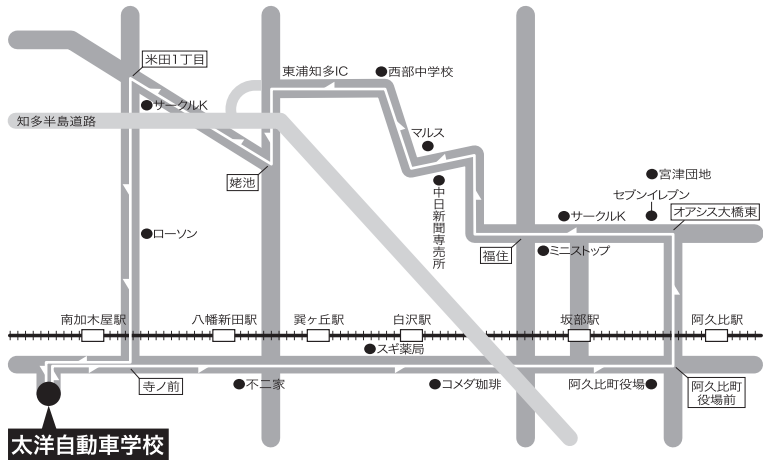 米田1丁目
東浦知多IC
西部中学校
サークルK
知多半島道路
マルス
姥池
中日新聞専売所
宮津団地
セブンイレブン
サークルK
オアシス大橋東
ローソン
福住
ミニストップ
南加木屋駅
八幡新田駅
巽ヶ丘駅
白沢駅
坂部駅
阿久比駅
スギ薬局
寺ノ前
不二家
コメダ珈琲
阿久比町役場
阿久比町
役場前
太洋自動車学校